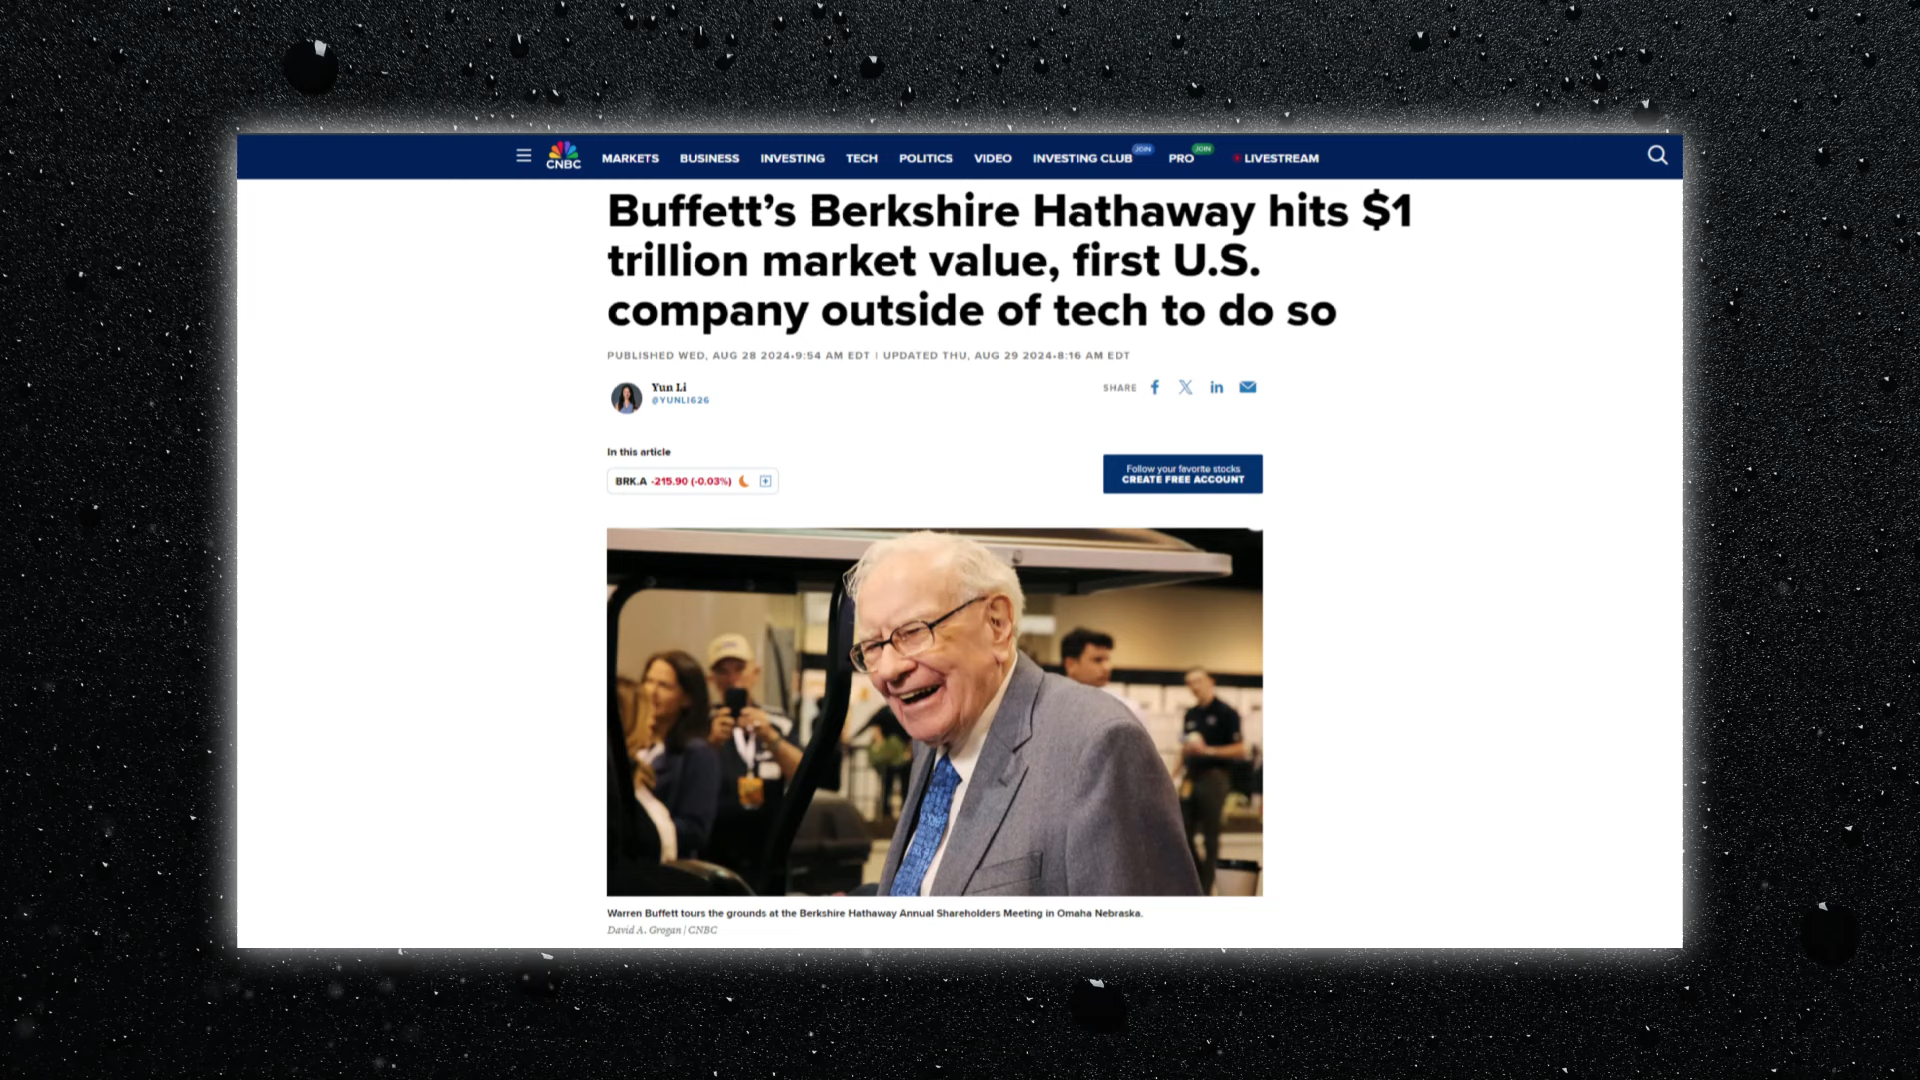 CNBC
MARKETS BUSINESS INVESTING TECH POLITICS VIDEO INVESTING CLUB JOIN PRO JOIN LIVESTREAM
Buffett’s Berkshire Hathaway hits $1
trillion market value, first U.S.
company outside of tech to do so
PUBLISHED WED, AUG 28 2024•9:54 AM EDT | UPDATED THU, AUG 29 2024•8:16 AM EDT
Yun Li
@YUNLI626
SHARE
In this article
BRK.A -215.90 (-0.03%)
Follow your favorite stocks
CREATE FREE ACCOUNT
Warren Buffett tours the grounds at the Berkshire Hathaway Annual Shareholders Meeting in Omaha Nebraska.
David A. Grogan | CNBC